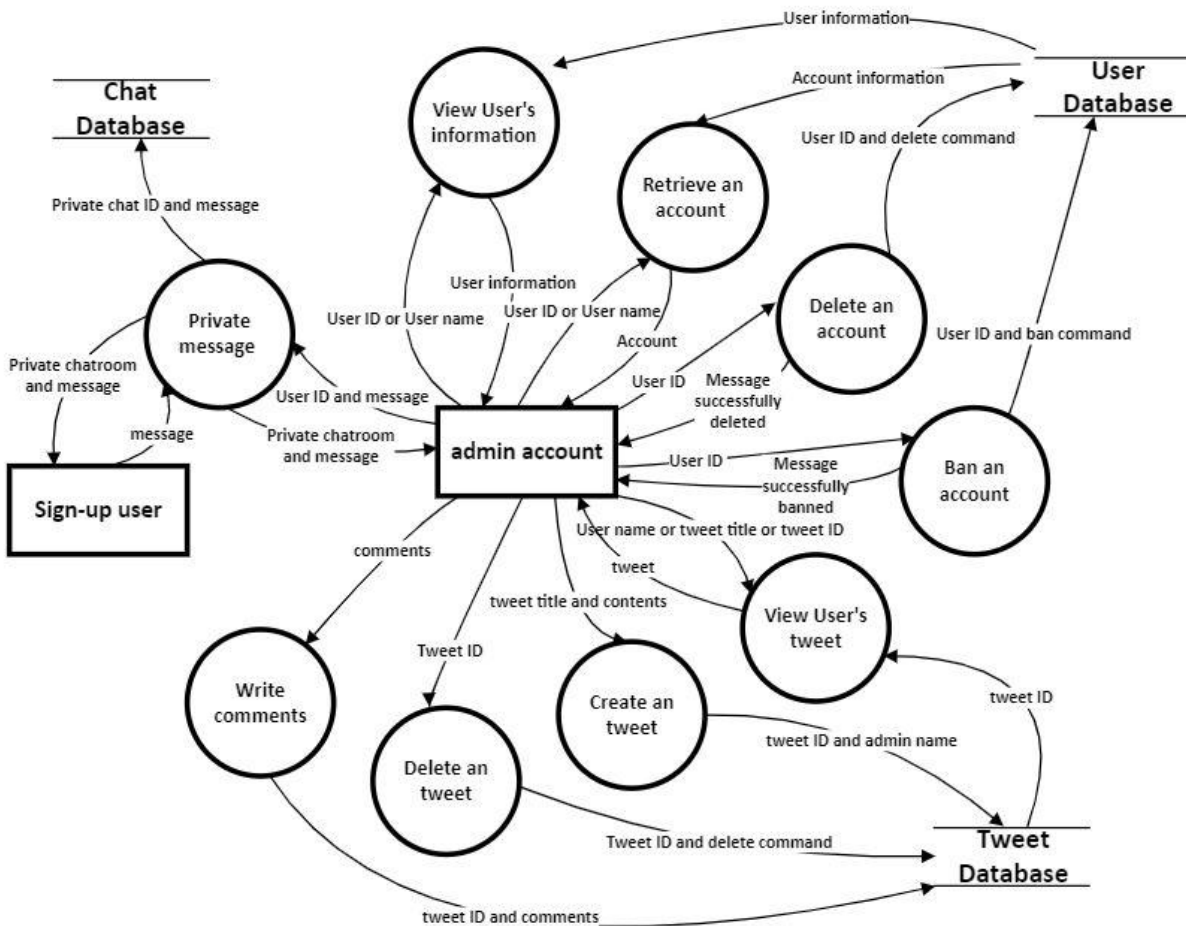 User information
Chat
Database
View User's
information
Account information
User
Database
User ID and delete command
Retrieve an
account
Private chat ID and message
User information
User ID or User name
User ID or User name
Delete an
account
Private
message
User ID and ban command
Account
Private chatroom
and message
User ID
Message
successfully
deleted
User ID and message
message
Private chatroom
and message
admin account
User ID
Message
successfully
banned
Ban an
account
Sign-up user
User name or tweet title or tweet ID
comments
tweet
tweet title and contents
View User's
tweet
Tweet ID
Write
comments
Create an
tweet
tweet ID
tweet ID and admin name
Delete an
tweet
Tweet ID and delete command
Tweet
Database
tweet ID and comments